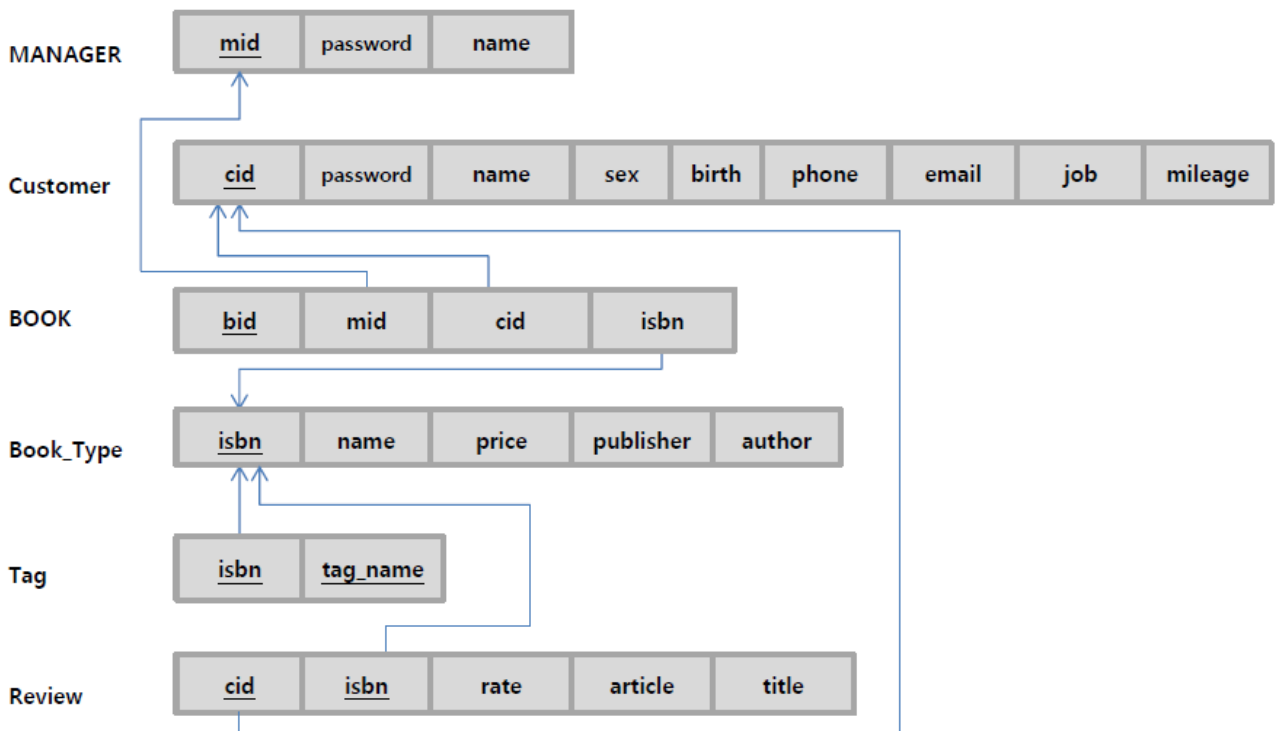 MANAGER mid password name
Customer cid password name sex birth phone email job mileage
BOOK bid mid cid isbn
Book_Type isbn name price publisher author
Tag isbn tag_name
Review cid isbn rate article title